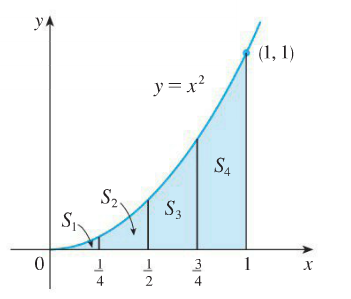 y
(1, 1)
y = x²
S₁
S₂
S₃
S₄
0
1/4
1/2
3/4
1
x